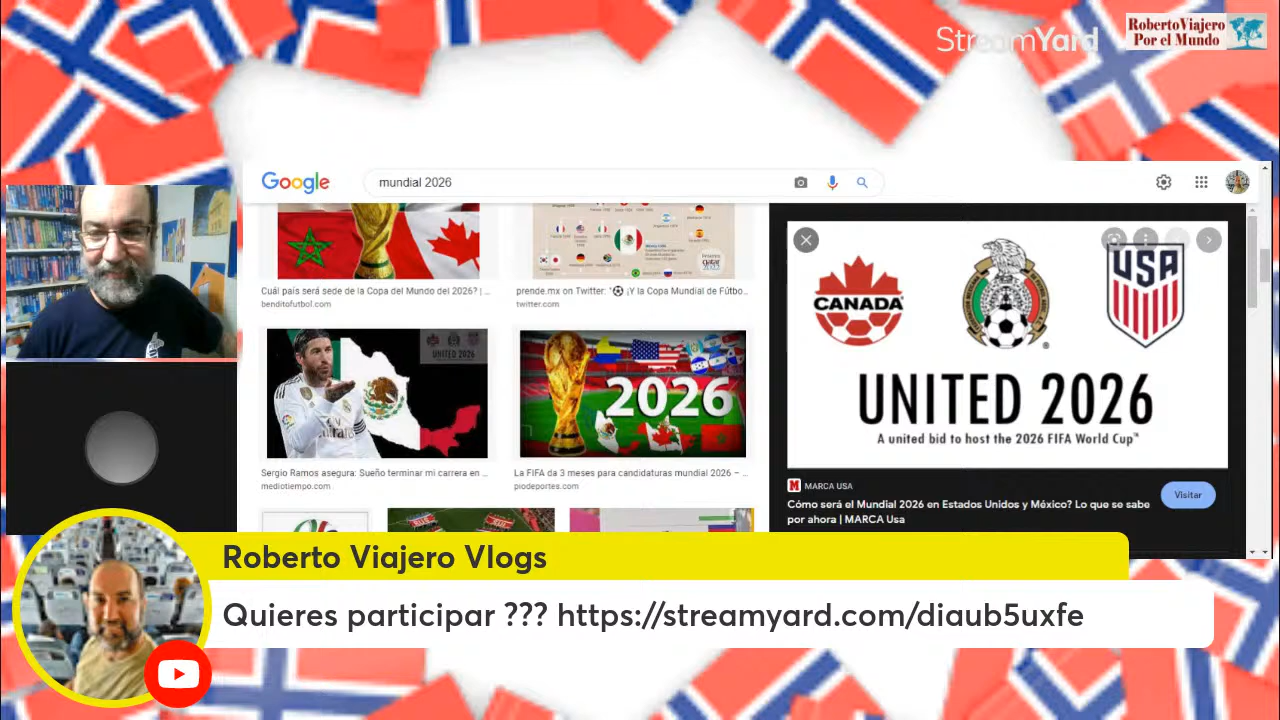 StreamYard
RobertoViajero
Por el Mundo
Google
mundial 2026
Cuál país será sede de la Copa del Mundo del 2026? | ...
benditofutbol.com
prende.mx on Twitter: "⚽ ¡Y la Copa Mundial de Fútbo...
twitter.com
UNITED 2026
Sergio Ramos asegura: Sueño terminar mi carrera en ...
mediotiempo.com
2026
La FIFA da 3 meses para candidaturas mundial 2026 – ...
piodeportes.com
CANADA
USA
UNITED 2026
A united bid to host the 2026 FIFA World Cup™
M MARCA USA
Cómo será el Mundial 2026 en Estados Unidos y México? Lo que se sabe
por ahora | MARCA Usa
Visitar
Roberto Viajero Vlogs
Quieres participar ??? https://streamyard.com/diaub5uxfe